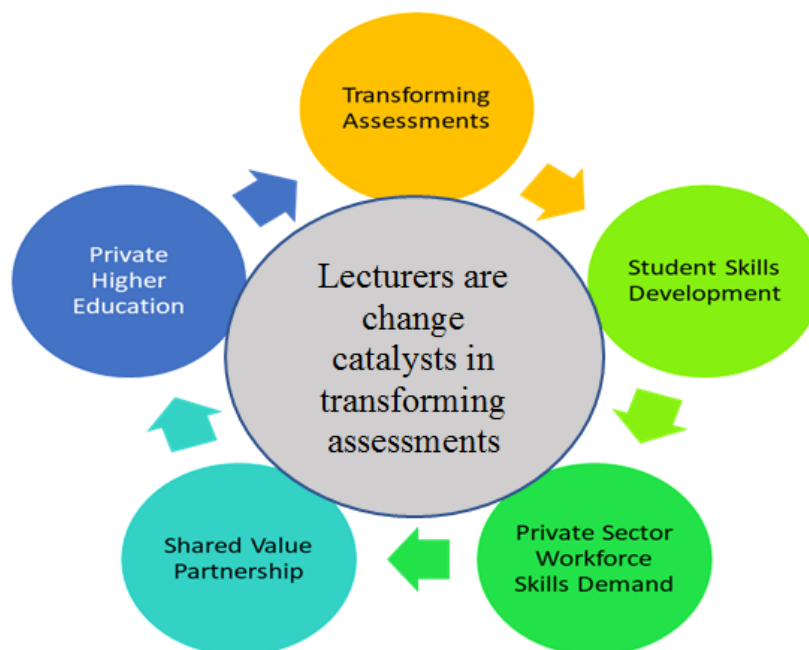 Transforming
Assessments
Student Skills
Development
Private Sector
Workforce
Skills Demand
Shared Value
Partnership
Private
Higher
Education
Lecturers are
change
catalysts in
transforming
assessments